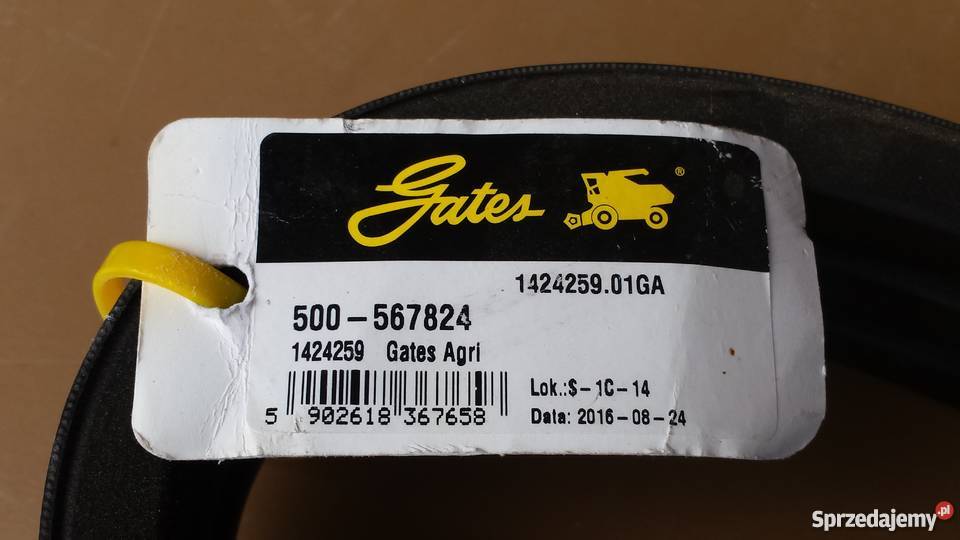 Gates ®
1424259.01GA
500-567824
1424259 Gates Agri
5 902618 367658
Lok.:S-1C-14
Data: 2016-08-24
Sprzedajemy.pl